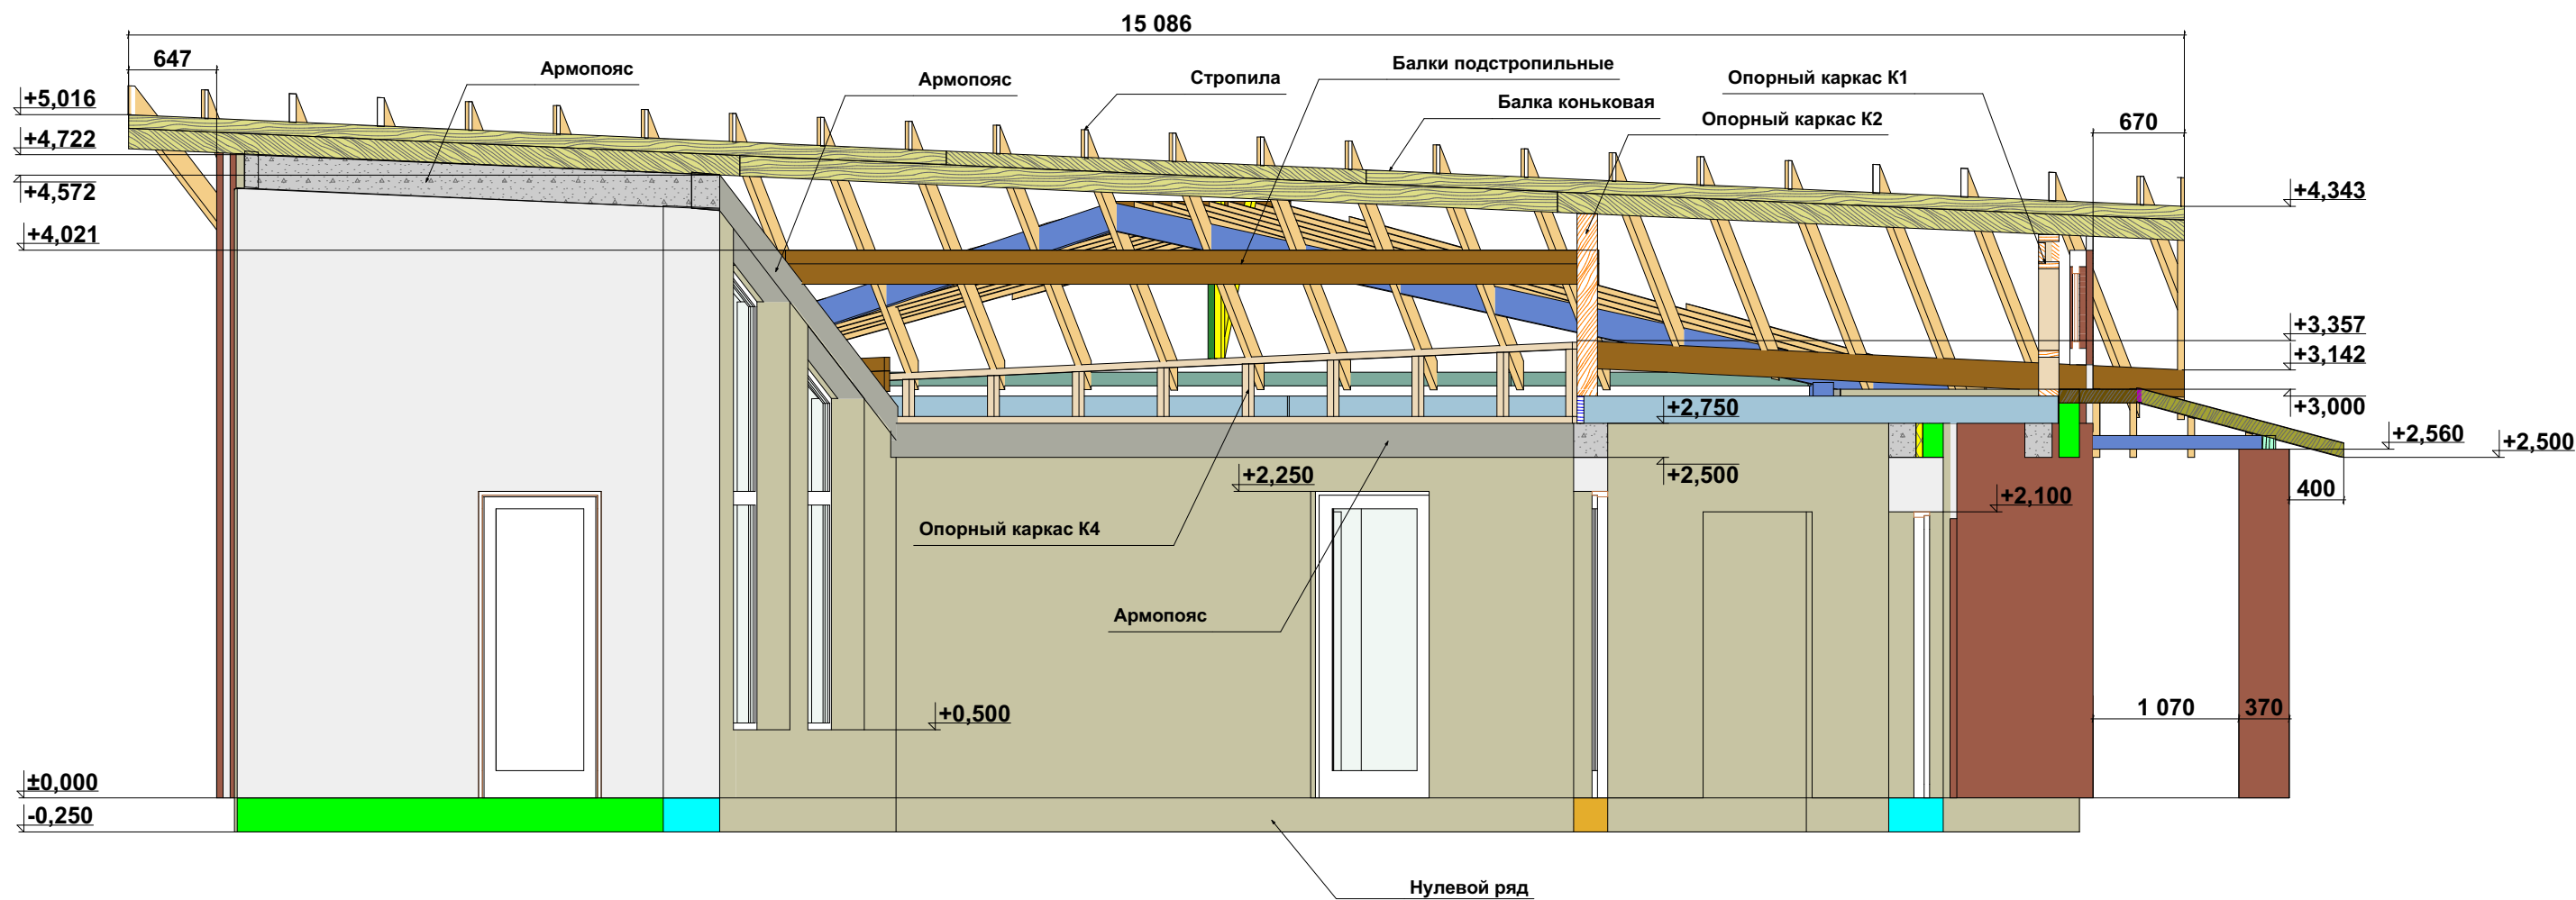 15 086
647
Армопояс
Армопояс
Стропила
Балки подстропильные
Балка коньковая
Опорный каркас К1
Опорный каркас К2
670
+5,016
+4,722
+4,572
+4,021
+4,343
+3,357
+3,142
+3,000
+2,750
+2,560
+2,500
+2,250
+2,500
+2,100
400
Опорный каркас К4
Армопояс
+0,500
1 070
370
±0,000
-0,250
Нулевой ряд